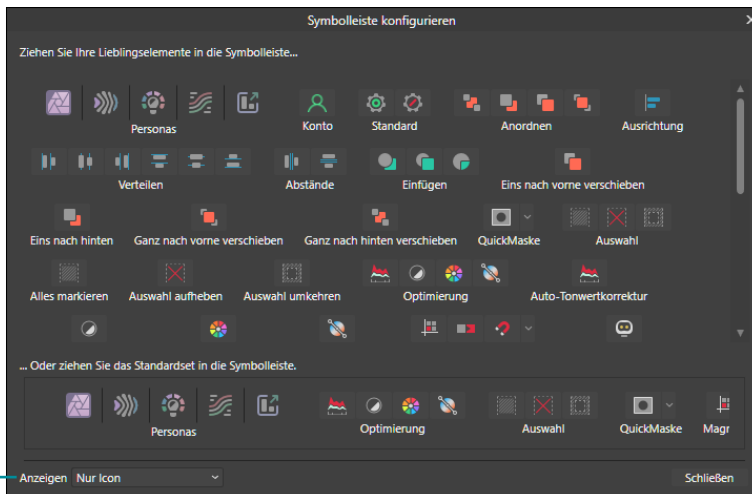 Symbolleiste konfigurieren
Ziehen Sie Ihre Lieblingselemente in die Symbolleiste...
Personas Konto Standard Anordnen Ausrichtung
Verteilen Abstände Einfügen Eins nach vorne verschieben
Eins nach hinten Ganz nach vorne verschieben Ganz nach hinten verschieben QuickMaske Auswahl
Alles markieren Auswahl aufheben Auswahl umkehren Optimierung Auto-Tonwertkorrektur
... Oder ziehen Sie das Standardset in die Symbolleiste.
Personas Optimierung Auswahl QuickMaske Magr
Anzeigen Nur Icon Schließen